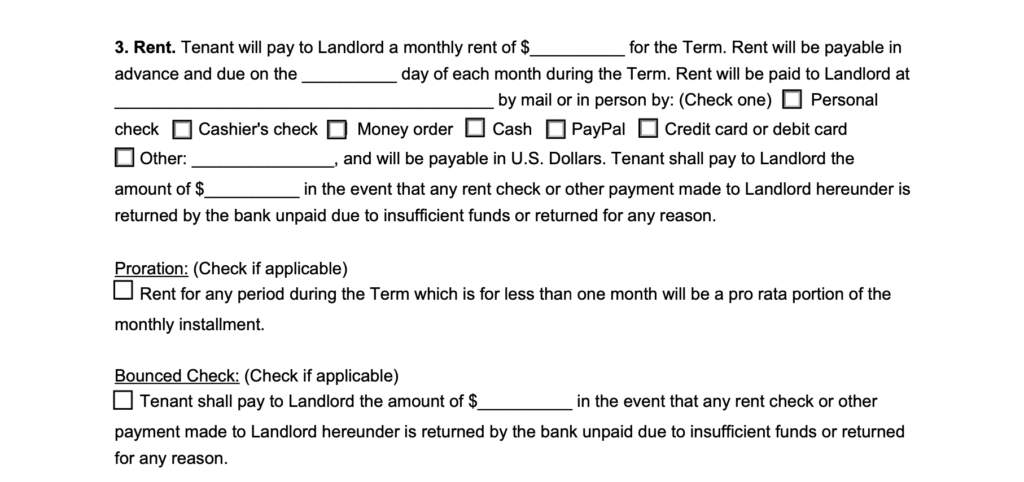 3. Rent. Tenant will pay to Landlord a monthly rent of $__________ for the Term. Rent will be payable in
advance and due on the __________ day of each month during the Term. Rent will be paid to Landlord at
________________________________________ by mail or in person by: (Check one) ☐ Personal
check ☐ Cashier's check ☐ Money order ☐ Cash ☐ PayPal ☐ Credit card or debit card
☐ Other: _______________, and will be payable in U.S. Dollars. Tenant shall pay to Landlord the
amount of $__________ in the event that any rent check or other payment made to Landlord hereunder is
returned by the bank unpaid due to insufficient funds or returned for any reason.
Proration: (Check if applicable)
☐ Rent for any period during the Term which is for less than one month will be a pro rata portion of the
monthly installment.
Bounced Check: (Check if applicable)
☐ Tenant shall pay to Landlord the amount of $__________ in the event that any rent check or other
payment made to Landlord hereunder is returned by the bank unpaid due to insufficient funds or returned
for any reason.